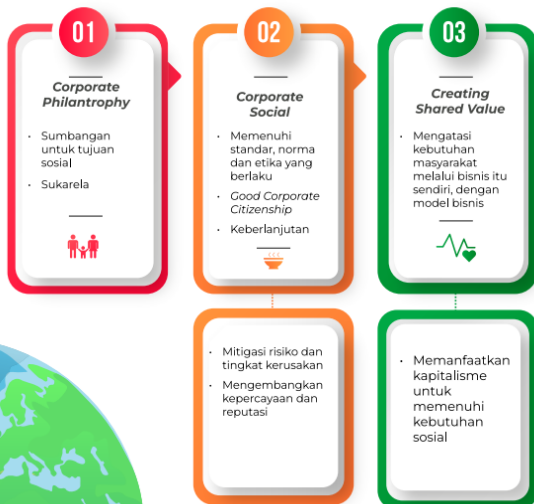 01
Corporate
Philantrophy
• Sumbangan
untuk tujuan
sosial
• Sukarela
02
Corporate
Social
• Memenuhi
standar, norma
dan etika yang
berlaku
• Good Corporate
Citizenship
• Keberlanjutan
• Mitigasi risiko dan
tingkat kerusakan
• Mengembangkan
kepercayaan dan
reputasi
03
Creating
Shared Value
• Mengatasi
kebutuhan
masyarakat
melalui bisnis itu
sendiri, dengan
model bisnis
• Memanfaatkan
kapitalisme
untuk
memenuhi
kebutuhan
sosial